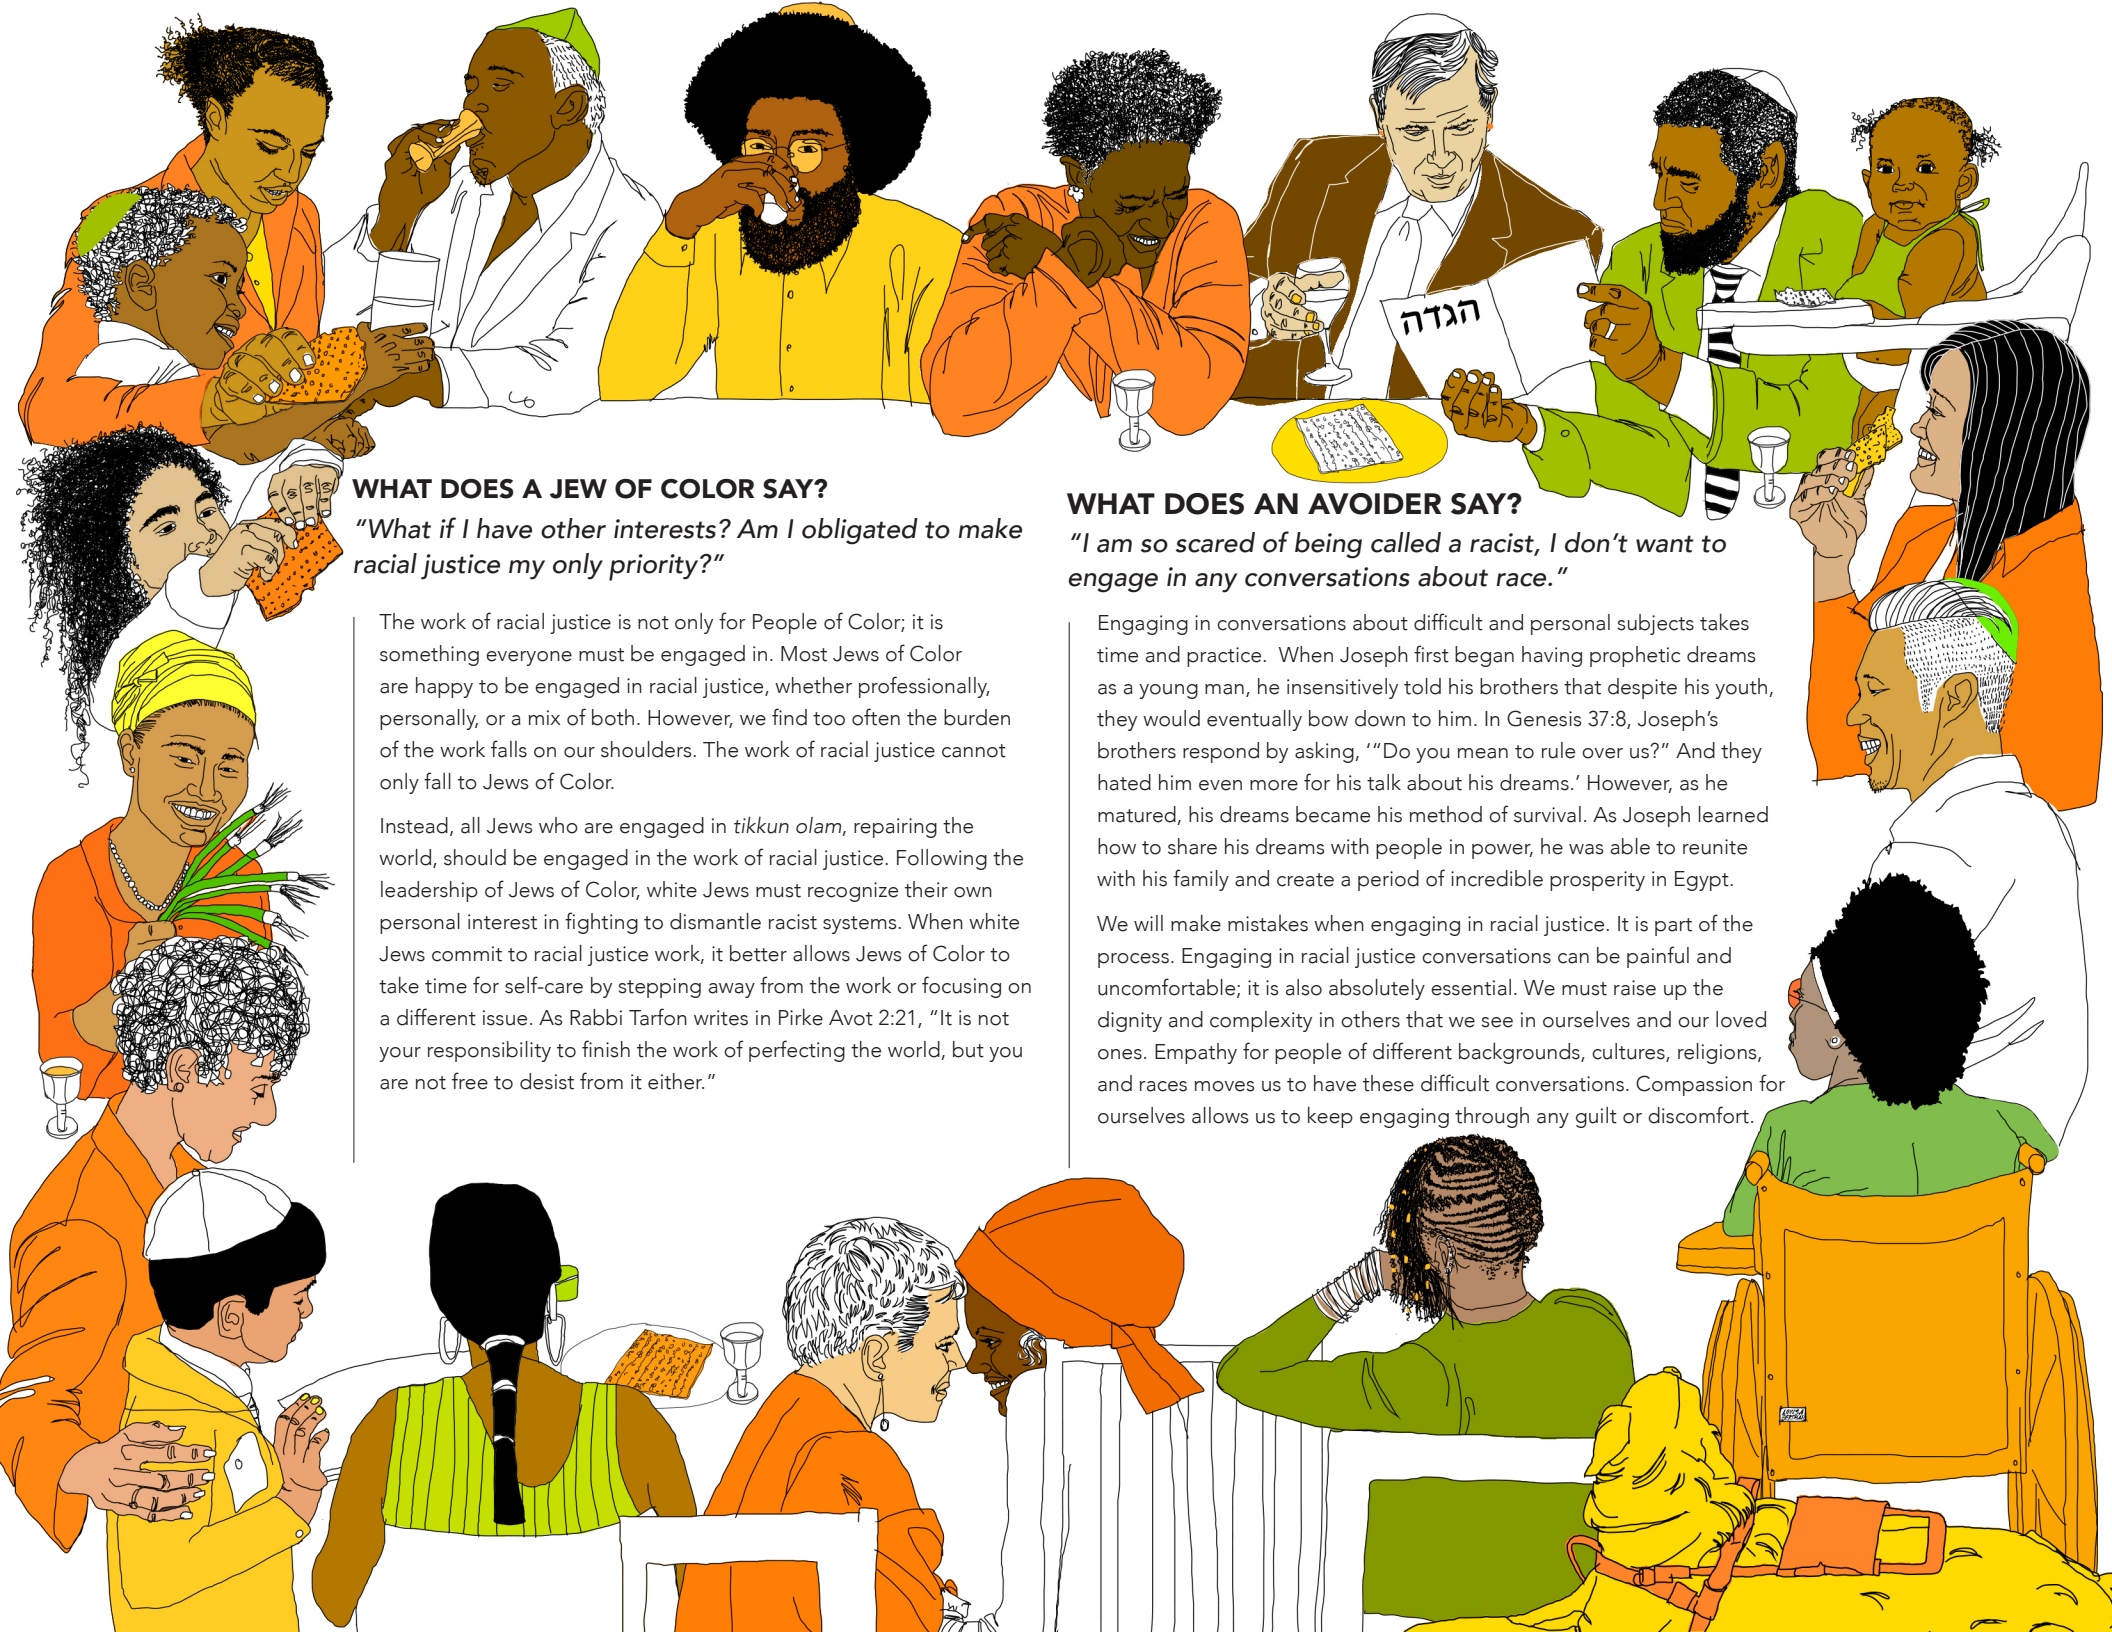 הגדה
WHAT DOES A JEW OF COLOR SAY?
“What if I have other interests? Am I obligated to make
racial justice my only priority?”
The work of racial justice is not only for People of Color; it is
something everyone must be engaged in. Most Jews of Color
are happy to be engaged in racial justice, whether professionally,
personally, or a mix of both. However, we find too often the burden
of the work falls on our shoulders. The work of racial justice cannot
only fall to Jews of Color.
Instead, all Jews who are engaged in tikkun olam, repairing the
world, should be engaged in the work of racial justice. Following the
leadership of Jews of Color, white Jews must recognize their own
personal interest in fighting to dismantle racist systems. When white
Jews commit to racial justice work, it better allows Jews of Color to
take time for self-care by stepping away from the work or focusing on
a different issue. As Rabbi Tarfon writes in Pirke Avot 2:21, “It is not
your responsibility to finish the work of perfecting the world, but you
are not free to desist from it either.”
WHAT DOES AN AVOIDER SAY?
“I am so scared of being called a racist, I don’t want to
engage in any conversations about race.”
Engaging in conversations about difficult and personal subjects takes
time and practice.  When Joseph first began having prophetic dreams
as a young man, he insensitively told his brothers that despite his youth,
they would eventually bow down to him. In Genesis 37:8, Joseph’s
brothers respond by asking, ‘“Do you mean to rule over us?” And they
hated him even more for his talk about his dreams.’ However, as he
matured, his dreams became his method of survival. As Joseph learned
how to share his dreams with people in power, he was able to reunite
with his family and create a period of incredible prosperity in Egypt.
We will make mistakes when engaging in racial justice. It is part of the
process. Engaging in racial justice conversations can be painful and
uncomfortable; it is also absolutely essential. We must raise up the
dignity and complexity in others that we see in ourselves and our loved
ones. Empathy for people of different backgrounds, cultures, religions,
and races moves us to have these difficult conversations. Compassion for
ourselves allows us to keep engaging through any guilt or discomfort.